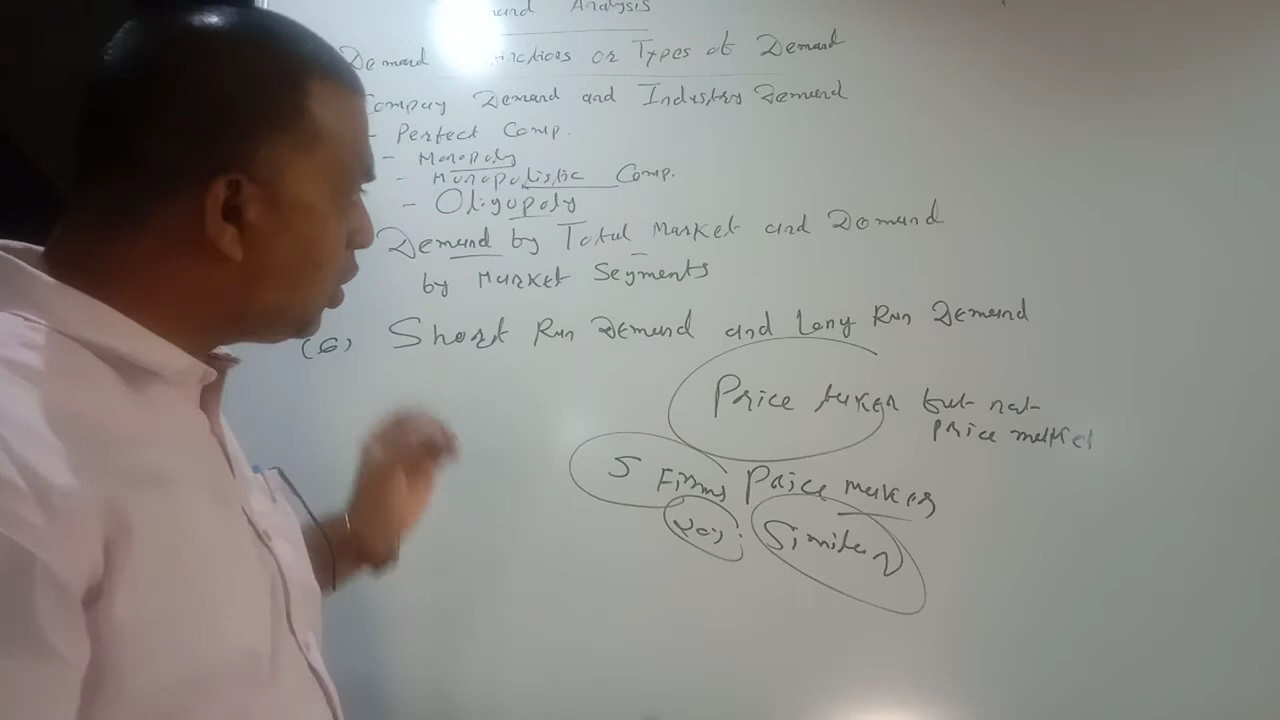 Analysis
Demand or Types of Demand
Company Demand and Industry Demand
- Perfect Comp.
- Monopoly
- Monopolistic Comp.
- Oligopoly
Demand by Total Market and Demand
by Market Segments
(6) Short Run Demand and Long Run Demand
Price taker but not
price maker
5 Firms Price makers
Similar